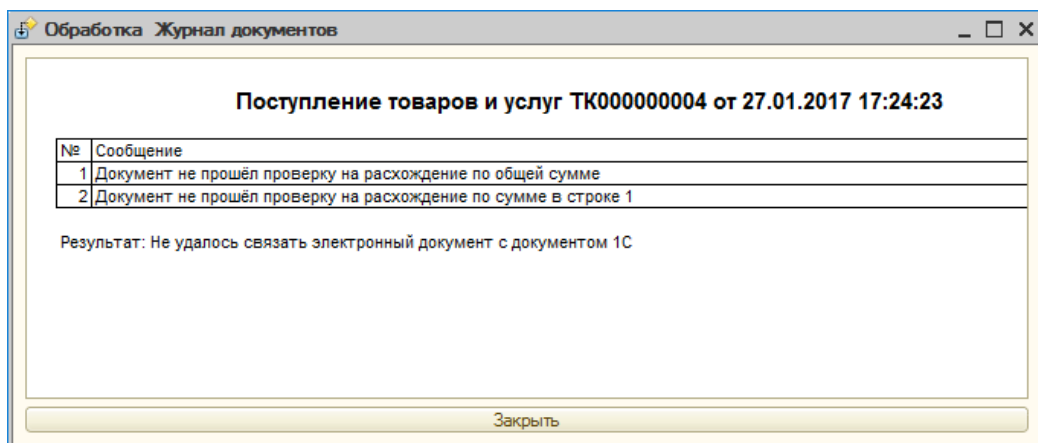 Обработка Журнал документов
Поступление товаров и услуг ТК000000004 от 27.01.2017 17:24:23
№ Сообщение
1 Документ не прошёл проверку на расхождение по общей сумме
2 Документ не прошёл проверку на расхождение по сумме в строке 1
Результат: Не удалось связать электронный документ с документом 1С
Закрыть